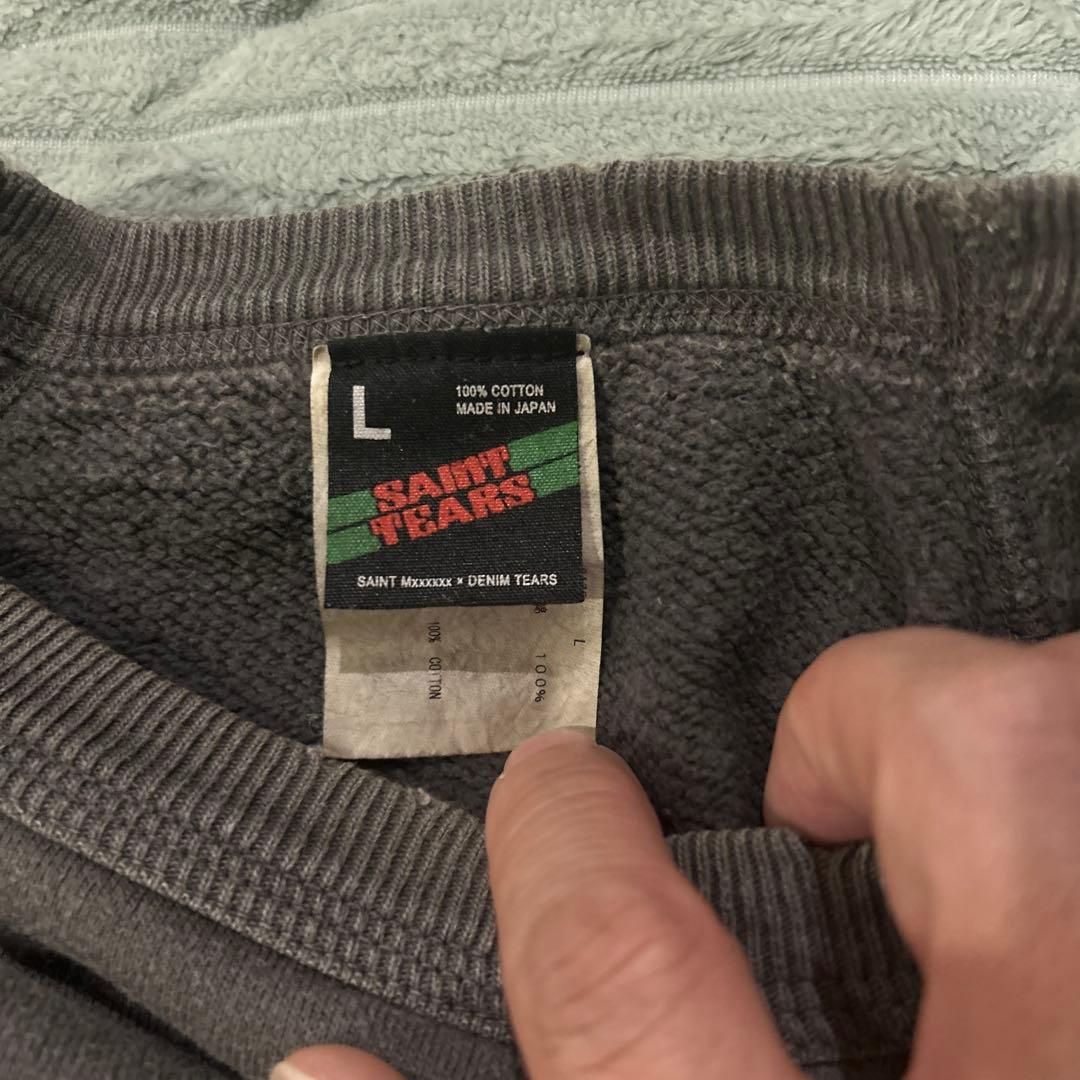 L
100% COTTON
MADE IN JAPAN
SAINT
TEARS
SAINT Mxxxxxx × DENIM TEARS
L
100%
100% COTTON